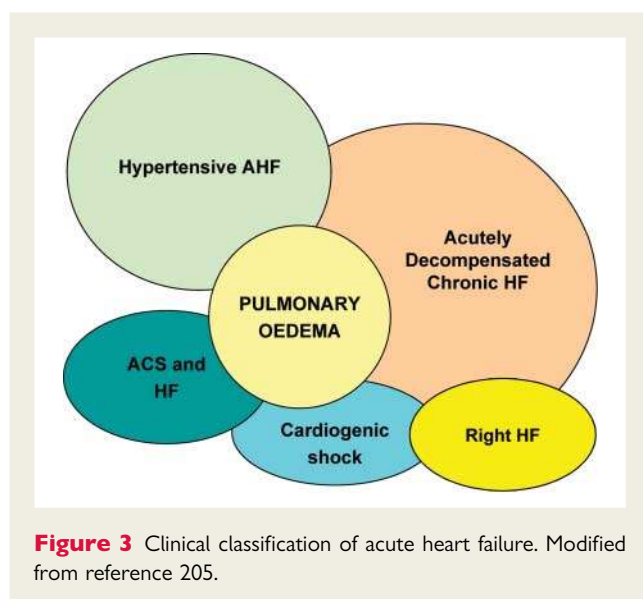 Hypertensive AHF
Acutely
Decompensated
Chronic HF
PULMONARY
OEDEMA
ACS and
HF
Cardiogenic
shock
Right HF
Figure 3 Clinical classification of acute heart failure. Modified
from reference 205.